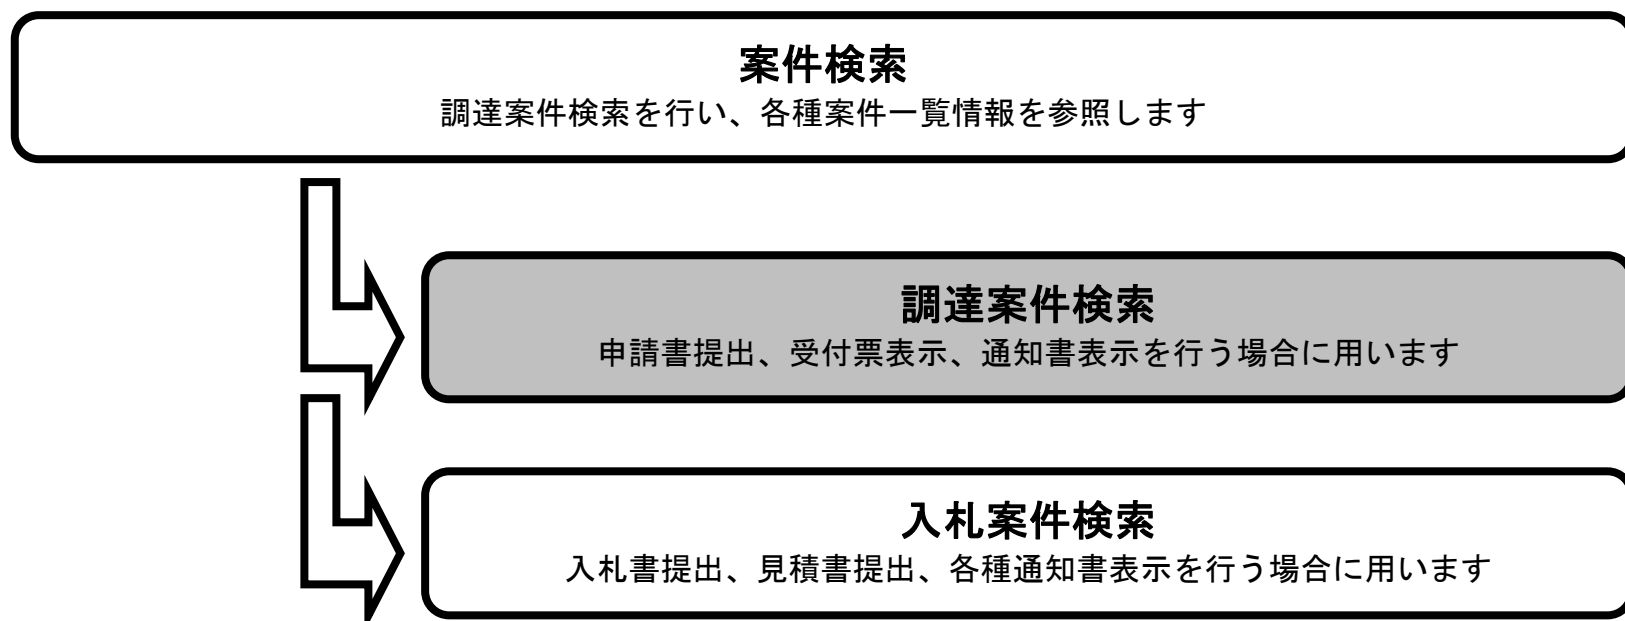 案件検索
調達案件検索を行い、各種案件一覧情報を参照します
調達案件検索
申請書提出、受付票表示、通知書表示を行う場合に用います
入札案件検索
入札書提出、見積書提出、各種通知書表示を行う場合に用います